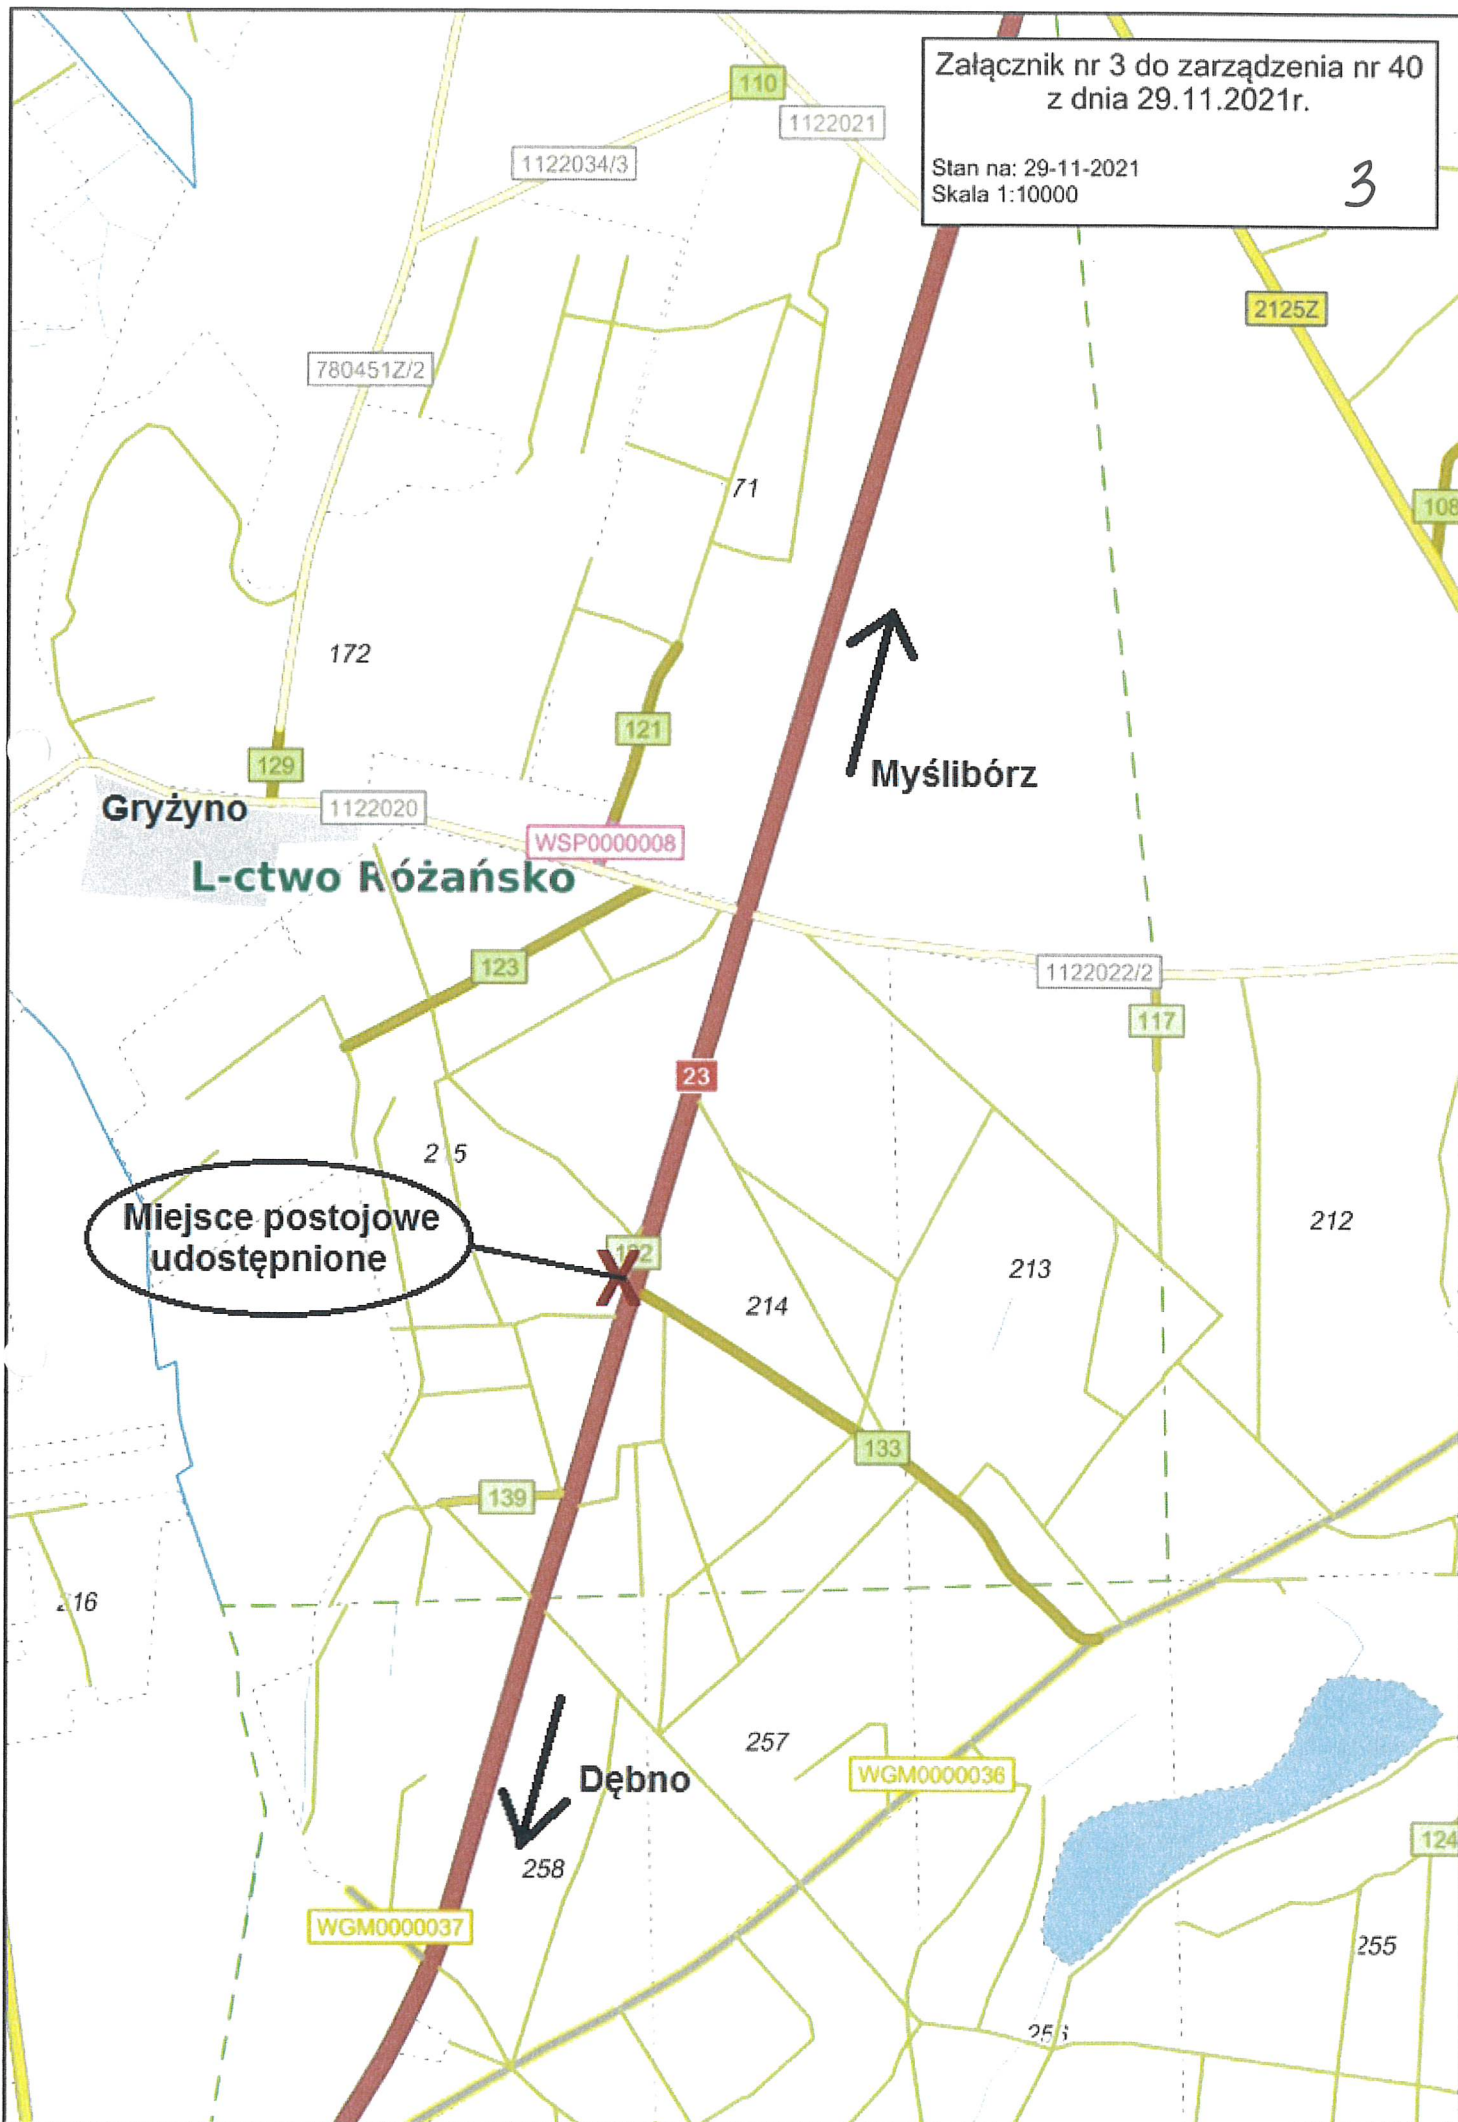 Załącznik nr 3 do zarządzenia nr 40
z dnia 29.11.2021r.
Stan na: 29-11-2021
Skala 1:10000
3
110
1122021
1122034/3
2125Z
780451Z/2
71
108
172
121
129
Myślibórz
Gryżyno
1122020
WSP0000008
L-ctwo Różańsko
123
1122022/2
117
23
Miejsce postojowe
udostępnione
X
212
213
214
133
139
257
WGM0000036
Dębno
258
124
WGM0000037
255